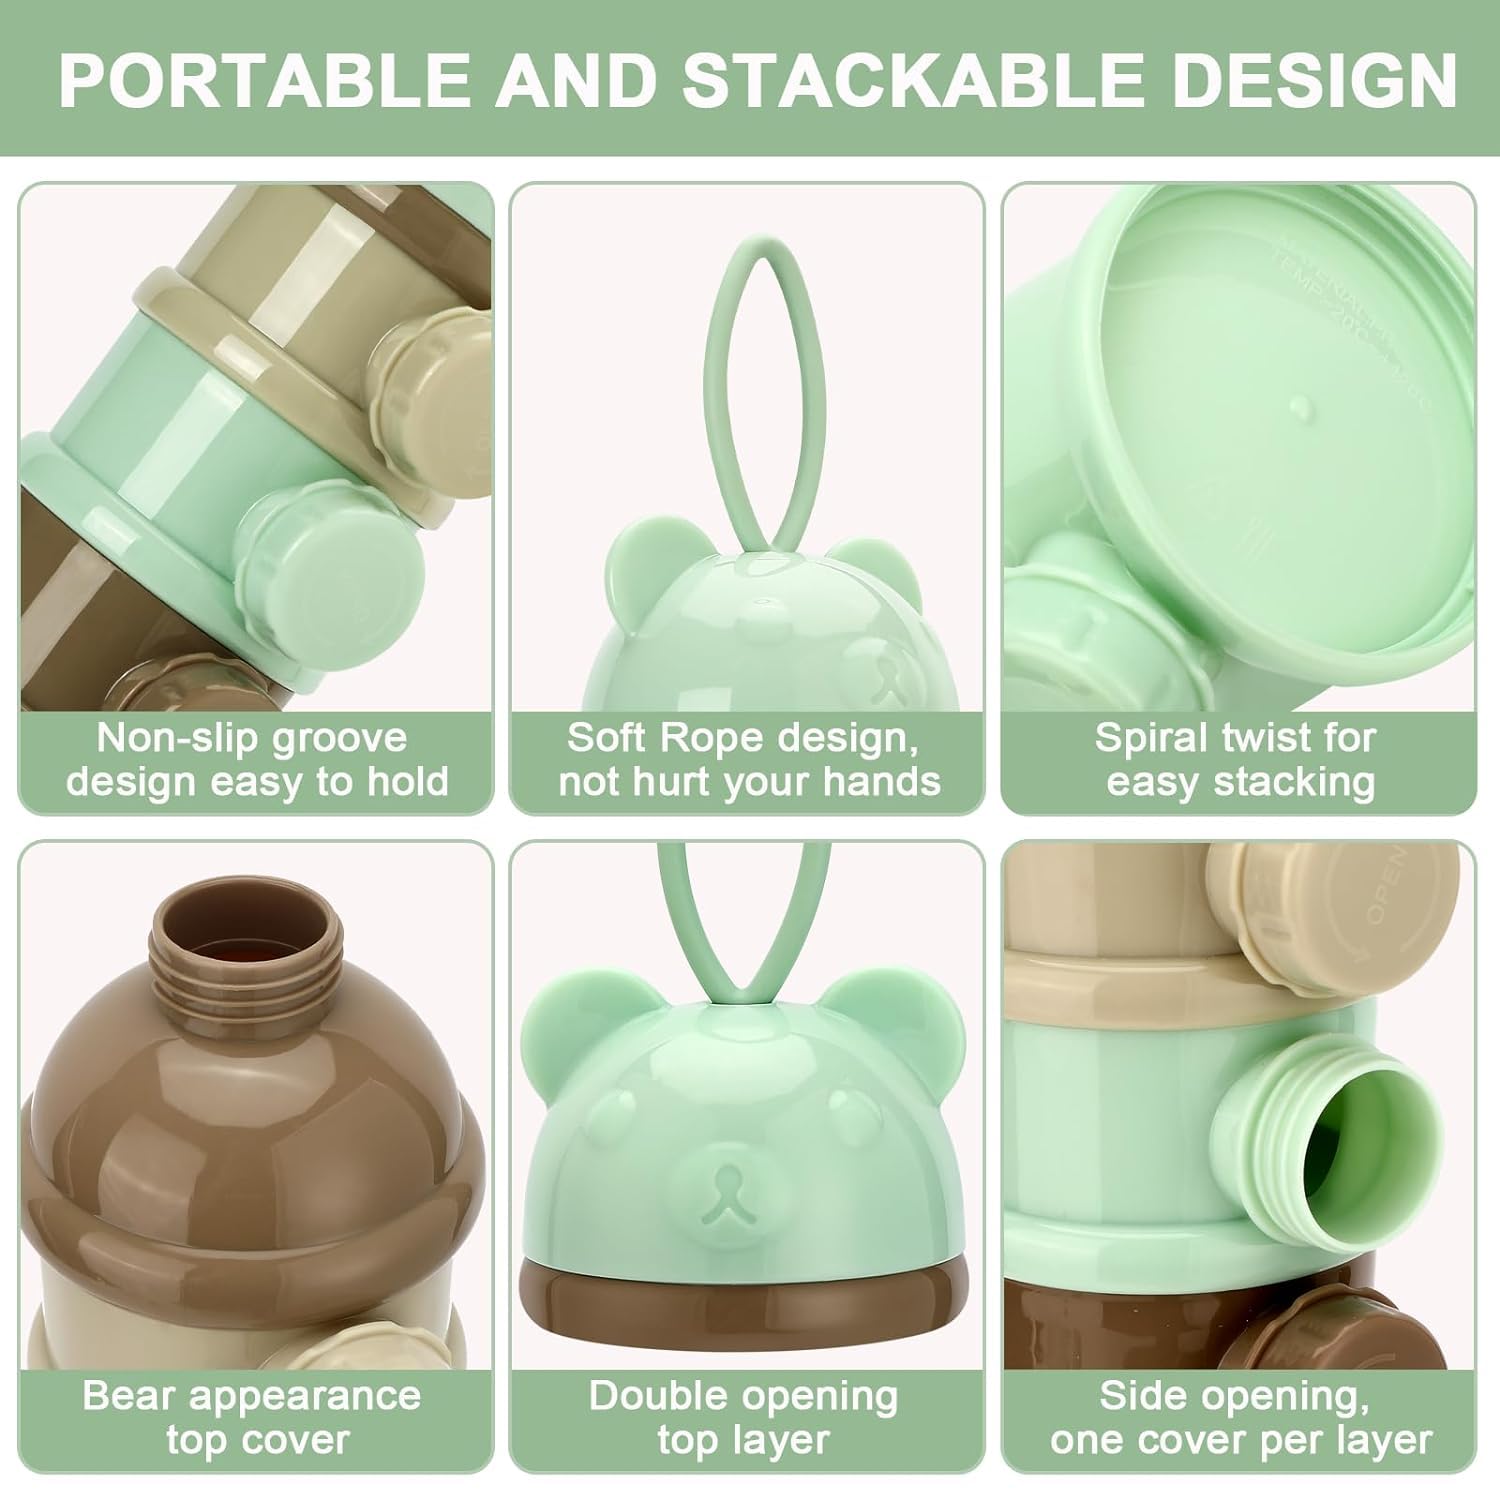 PORTABLE AND STACKABLE DESIGN
Non-slip groove
design easy to hold
Soft Rope design,
not hurt your hands
Spiral twist for
easy stacking
OPEN
Bear appearance
top cover
Double opening
top layer
Side opening,
one cover per layer